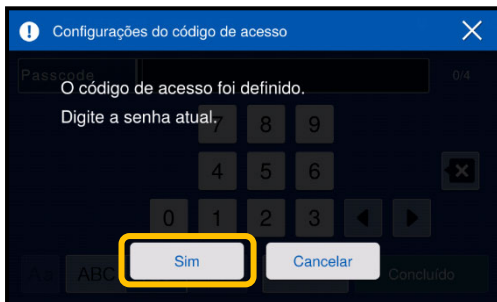 Configurações do código de acesso
Passcode
0/4
O código de acesso foi definido.
Digite a senha atual.
7 8 9
4 5 6
0 1 2 3
Sim
Cancelar
Aa ABC
Concluído